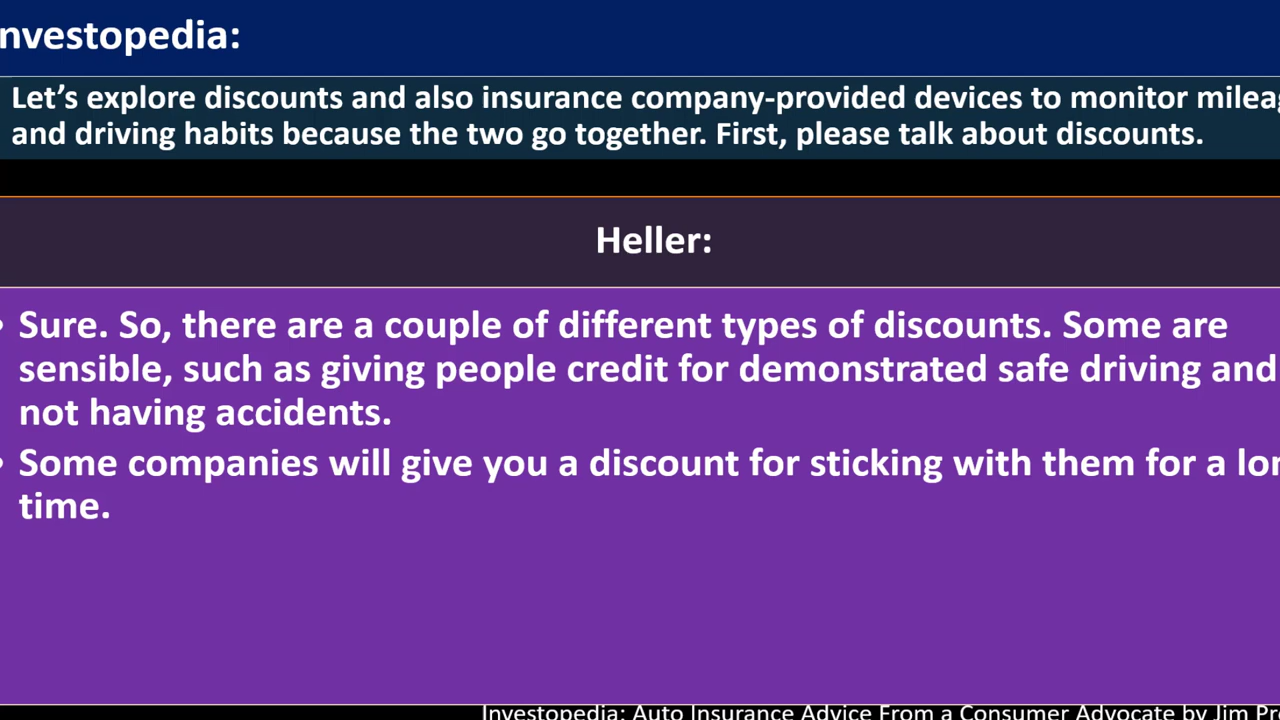 nvestopedia:
Let's explore discounts and also insurance company-provided devices to monitor mileag
and driving habits because the two go together. First, please talk about discounts.
Heller:
• Sure. So, there are a couple of different types of discounts. Some are
sensible, such as giving people credit for demonstrated safe driving and
not having accidents.
• Some companies will give you a discount for sticking with them for a lon
time.
Investopedia: Auto Insurance Advice From a Consumer Advocate by Jim Pr